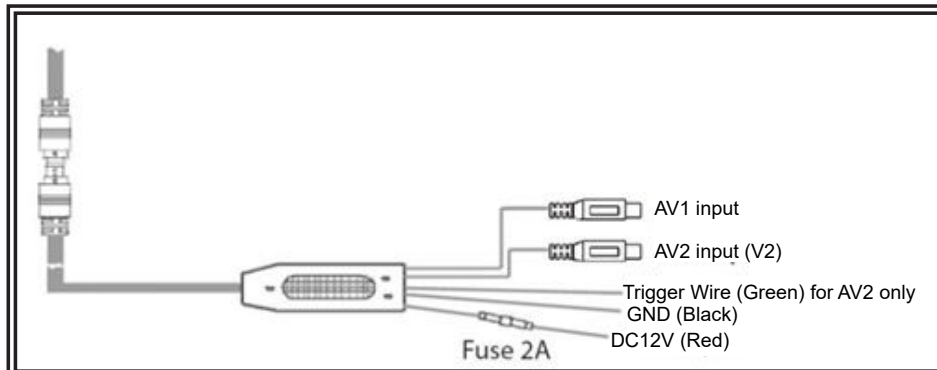 AV1 input
AV2 input (V2)
Trigger Wire (Green) for AV2 only
GND (Black)
DC12V (Red)
Fuse 2A